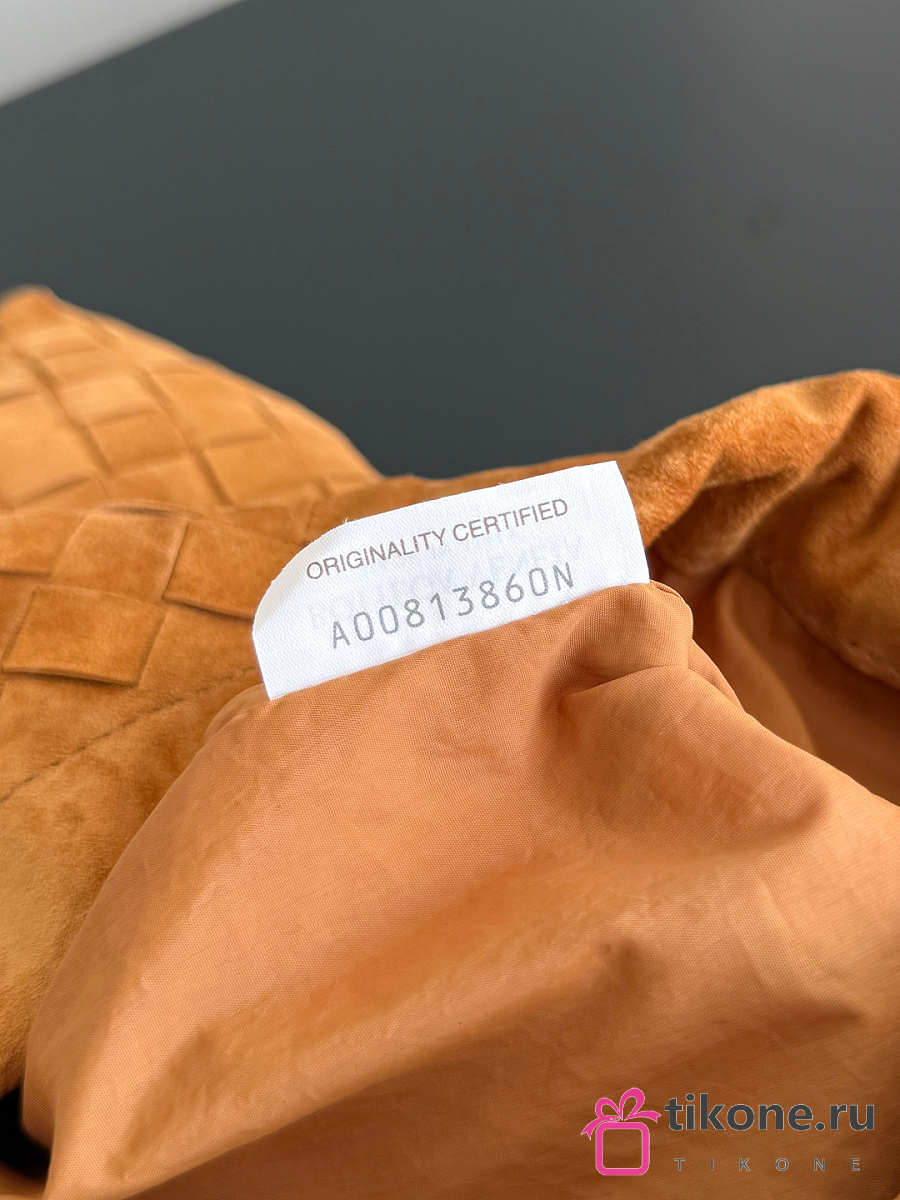 ORIGINALITY CERTIFIED
A00813860N
tikone.ru
TIKONE